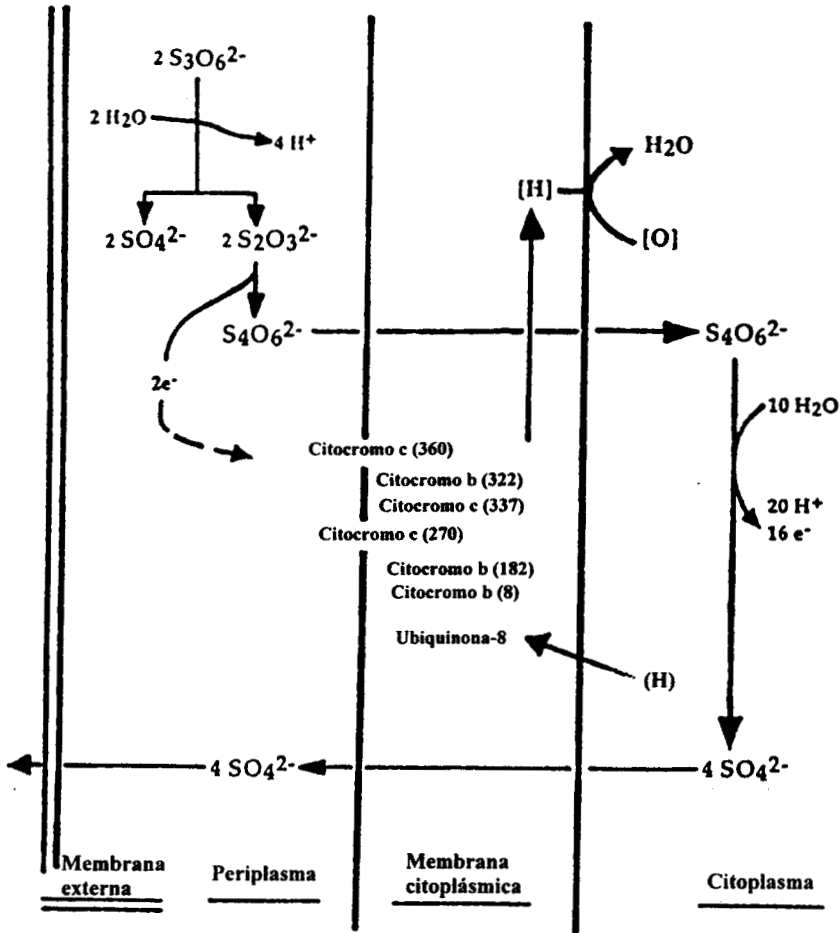 2 S3O6²⁻
2 H2O
4 H⁺
2 SO4²⁻
2 S2O3²⁻
S4O6²⁻
2e⁻
[H]
H2O
[O]
S4O6²⁻
10 H2O
20 H⁺
16 e⁻
Citocromo c (360)
Citocromo b (322)
Citocromo c (337)
Citocromo c (270)
Citocromo b (182)
Citocromo b (8)
Ubiquinona-8
(H)
4 SO4²⁻
4 SO4²⁻
Membrana
externa
Periplasma
Membrana
citoplásmica
Citoplasma